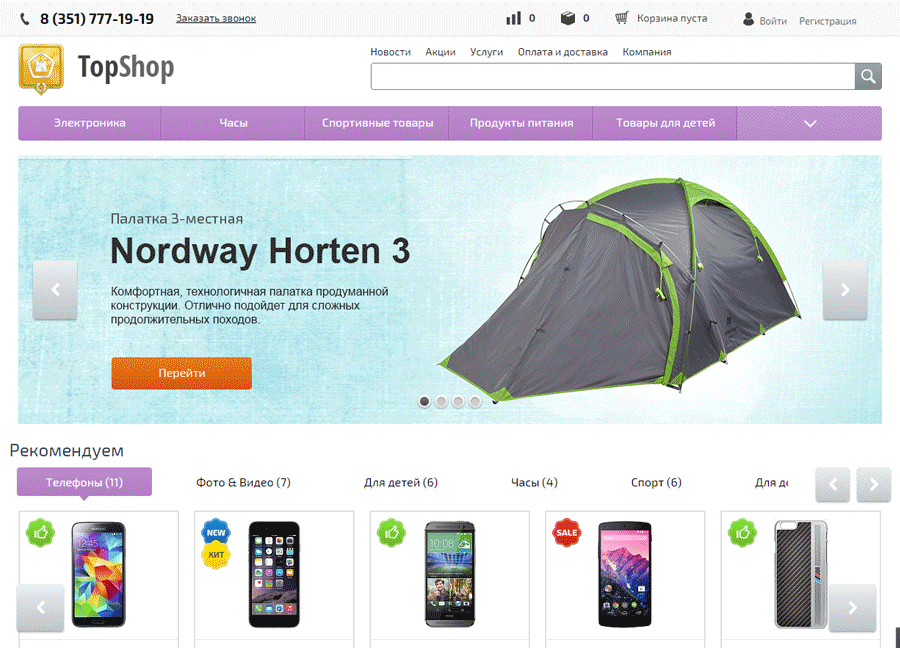 8 (351) 777-19-19 Заказать звонок 0 0 Корзина пуста Войти Регистрация
Новости Акции Услуги Оплата и доставка Компания
TopShop
Электроника Часы Спортивные товары Продукты питания Товары для детей
Палатка 3-местная
Nordway Horten 3
Комфортная, технологичная палатка продуманной
конструкции. Отлично подойдет для сложных
продолжительных походов.
Перейти
Рекомендуем
Телефоны (11) Фото & Видео (7) Для детей (6) Часы (4) Спорт (6) Для до
NEW
ХИТ
SALE
10:08